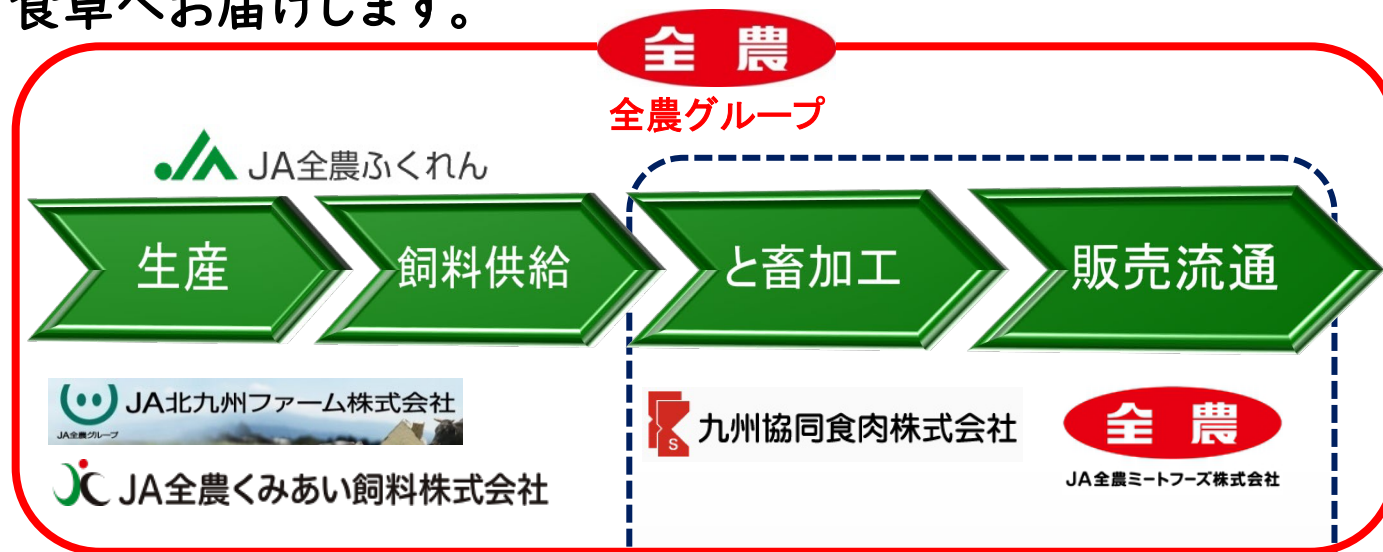 食卓へお届けします。
全農
全農グループ
JA JA全農ふくれん
生産
飼料供給
と畜加工
販売流通
JA北九州ファーム株式会社
JA全農グループ
JA全農くみあい飼料株式会社
S
九州協同食肉株式会社
全農
JA全農ミートフーズ株式会社